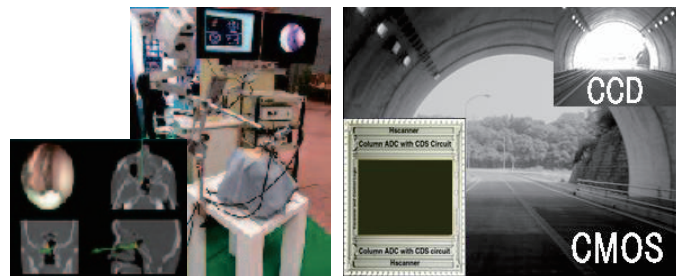 CCD
Hscanner
Column ADC with CDS Circuit
Column ADC with CDS circuit
Hscanner
CMOS